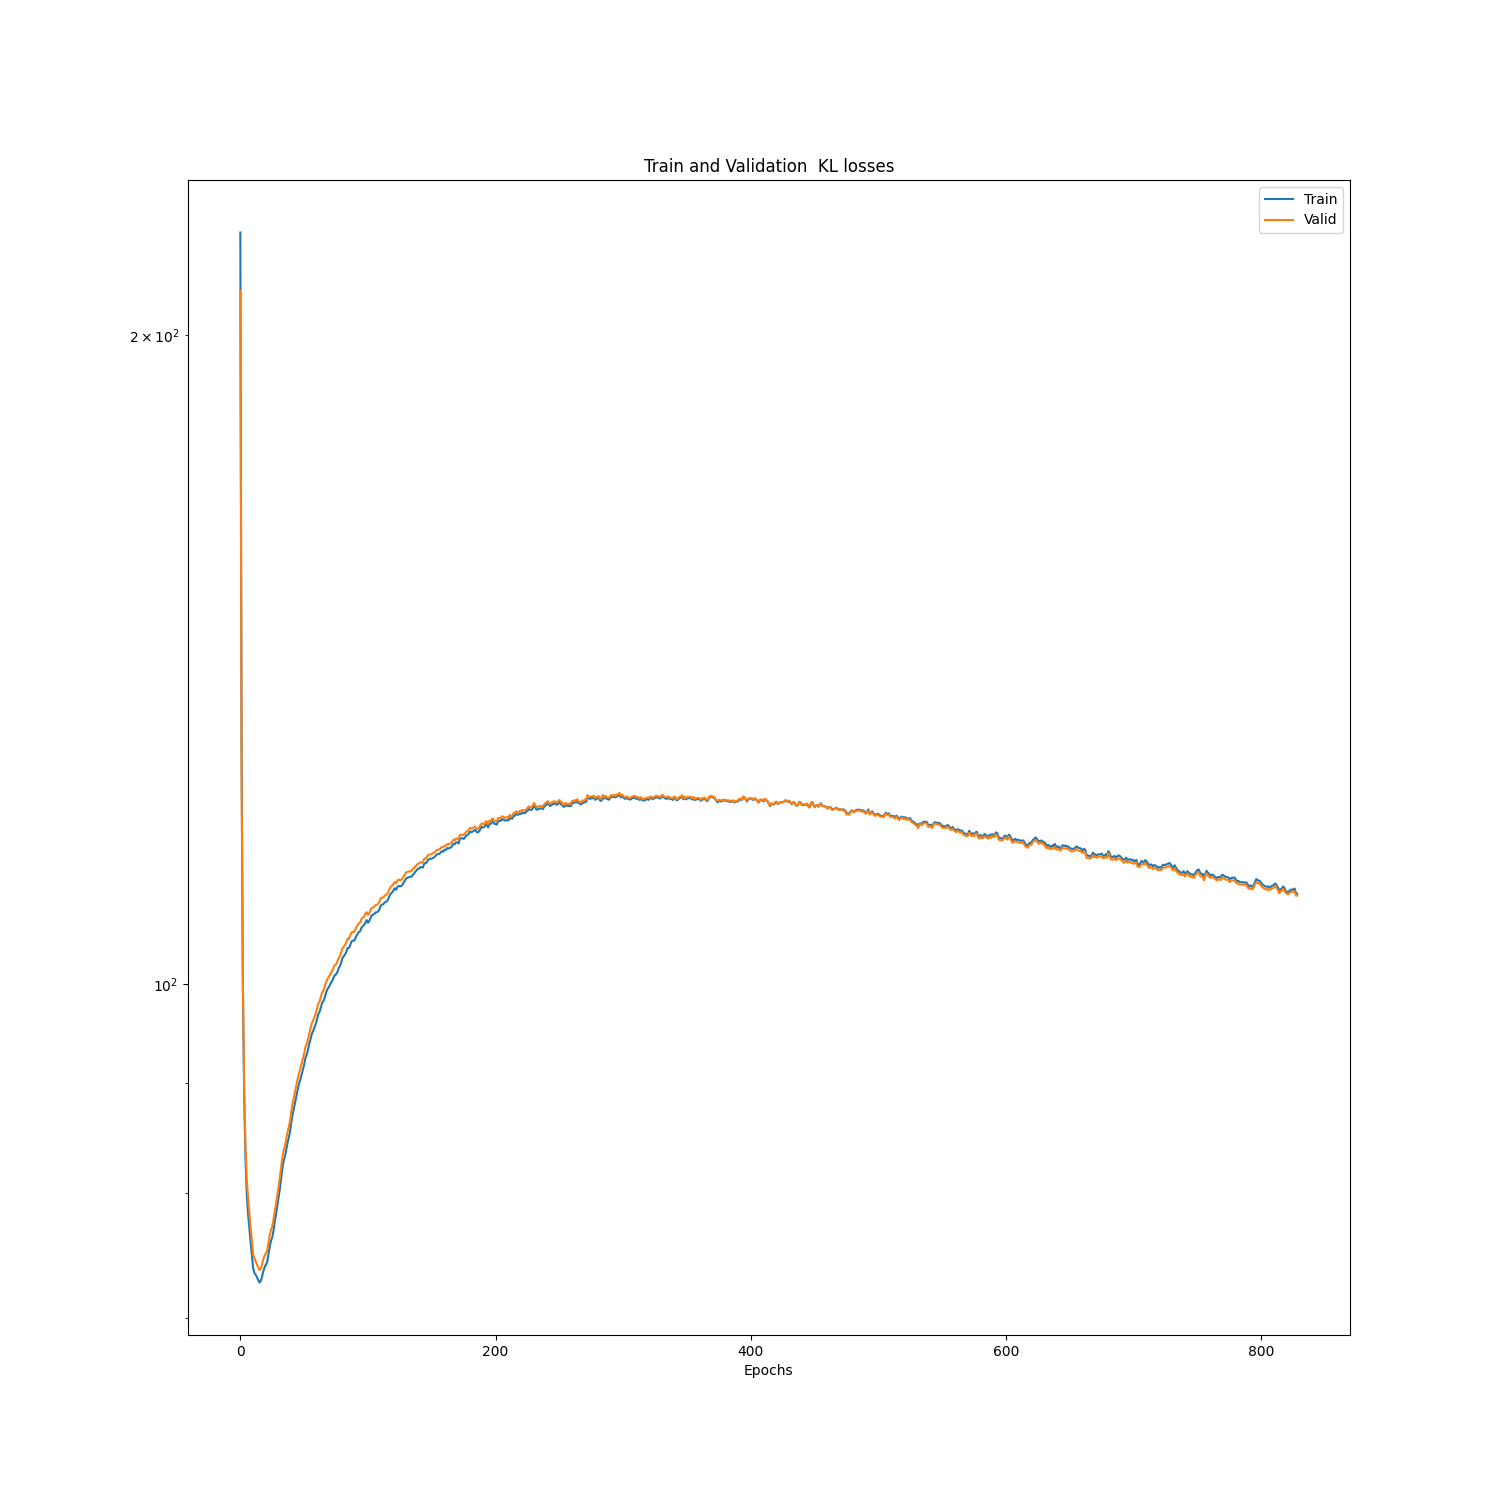 Train and Validation  KL losses
Train
Valid
2 × 10²
10²
0 200 400 600 800
Epochs